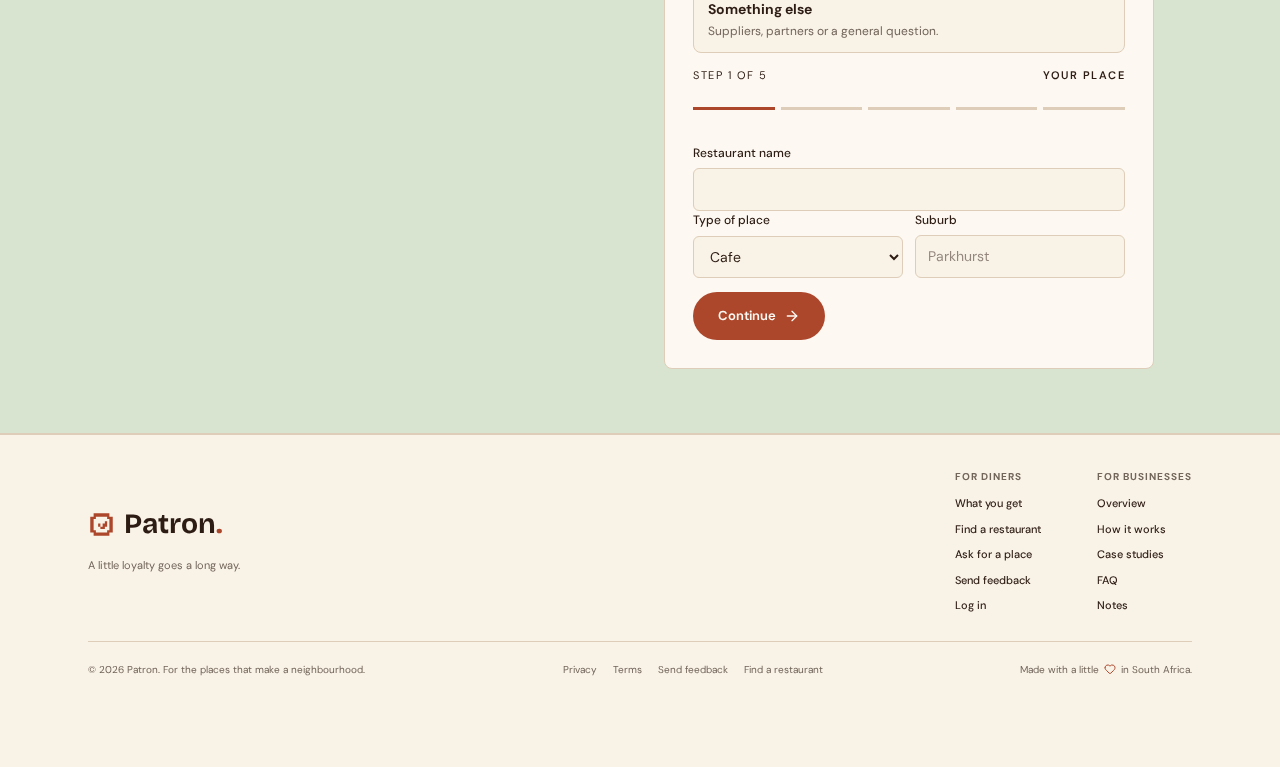 Something else
Suppliers, partners or a general question.
STEP 1 OF 5
YOUR PLACE
Restaurant name
Type of place
Suburb
Cafe
Parkhurst
Continue
Patron.
A little loyalty goes a long way.
FOR DINERS
What you get
Find a restaurant
Ask for a place
Send feedback
Log in
FOR BUSINESSES
Overview
How it works
Case studies
FAQ
Notes
© 2026 Patron. For the places that make a neighbourhood.
Privacy
Terms
Send feedback
Find a restaurant
Made with a little in South Africa.